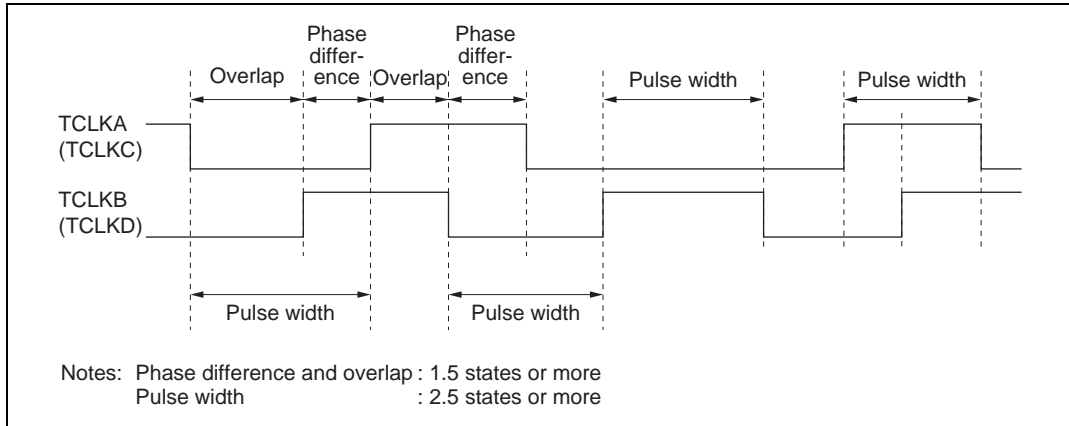 Phase
differ-
ence
Phase
differ-
ence
Overlap
Overlap
Pulse width
Pulse width
TCLKA
(TCLKC)
TCLKB
(TCLKD)
Pulse width
Pulse width
Notes: Phase difference and overlap : 1.5 states or more
Pulse width : 2.5 states or more